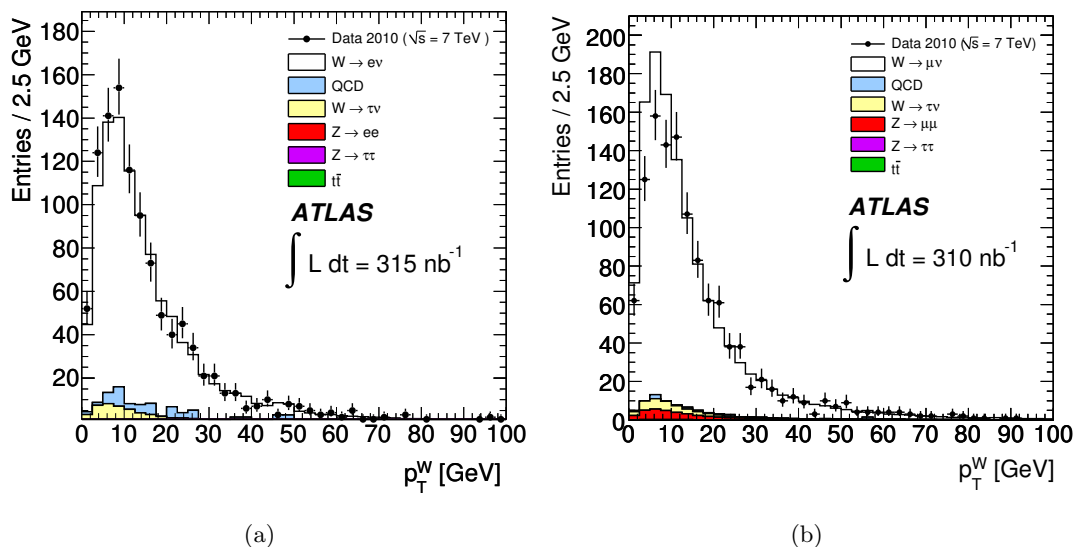 Entries / 2.5 GeV
180
160
140
120
100
80
60
40
20
0 10 20 30 40 50 60 70 80 90 100
p_T^W [GeV]
Data 2010 (√s = 7 TeV )
W → eν
QCD
W → τν
Z → ee
Z → ττ
tt̄
ATLAS
∫ L dt = 315 nb⁻¹
(a)
Entries / 2.5 GeV
200
180
160
140
120
100
80
60
40
20
0
0 10 20 30 40 50 60 70 80 90 100
p_T^W [GeV]
Data 2010 (√s = 7 TeV)
W → μν
QCD
W → τν
Z → μμ
Z → ττ
tt̄
ATLAS
∫ L dt = 310 nb⁻¹
(b)